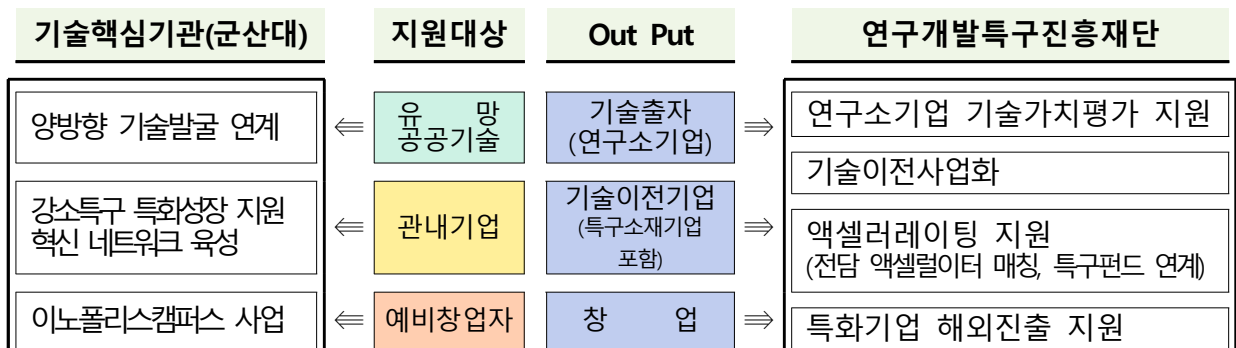 기술핵심기관(군산대)
지원대상
Out Put
연구개발특구진흥재단
양방향 기술발굴 연계
유 망
공공기술
기술출자
(연구소기업)
연구소기업 기술가치평가 지원
기술이전사업화
강소특구 특화성장 지원
혁신 네트워크 육성
관내기업
기술이전기업
(특구소재기업
포함)
액셀러레이팅 지원
(전담 액셀럴이터 매칭, 특구펀드 연계)
이노폴리스캠퍼스 사업
예비창업자
창 업
특화기업 해외진출 지원